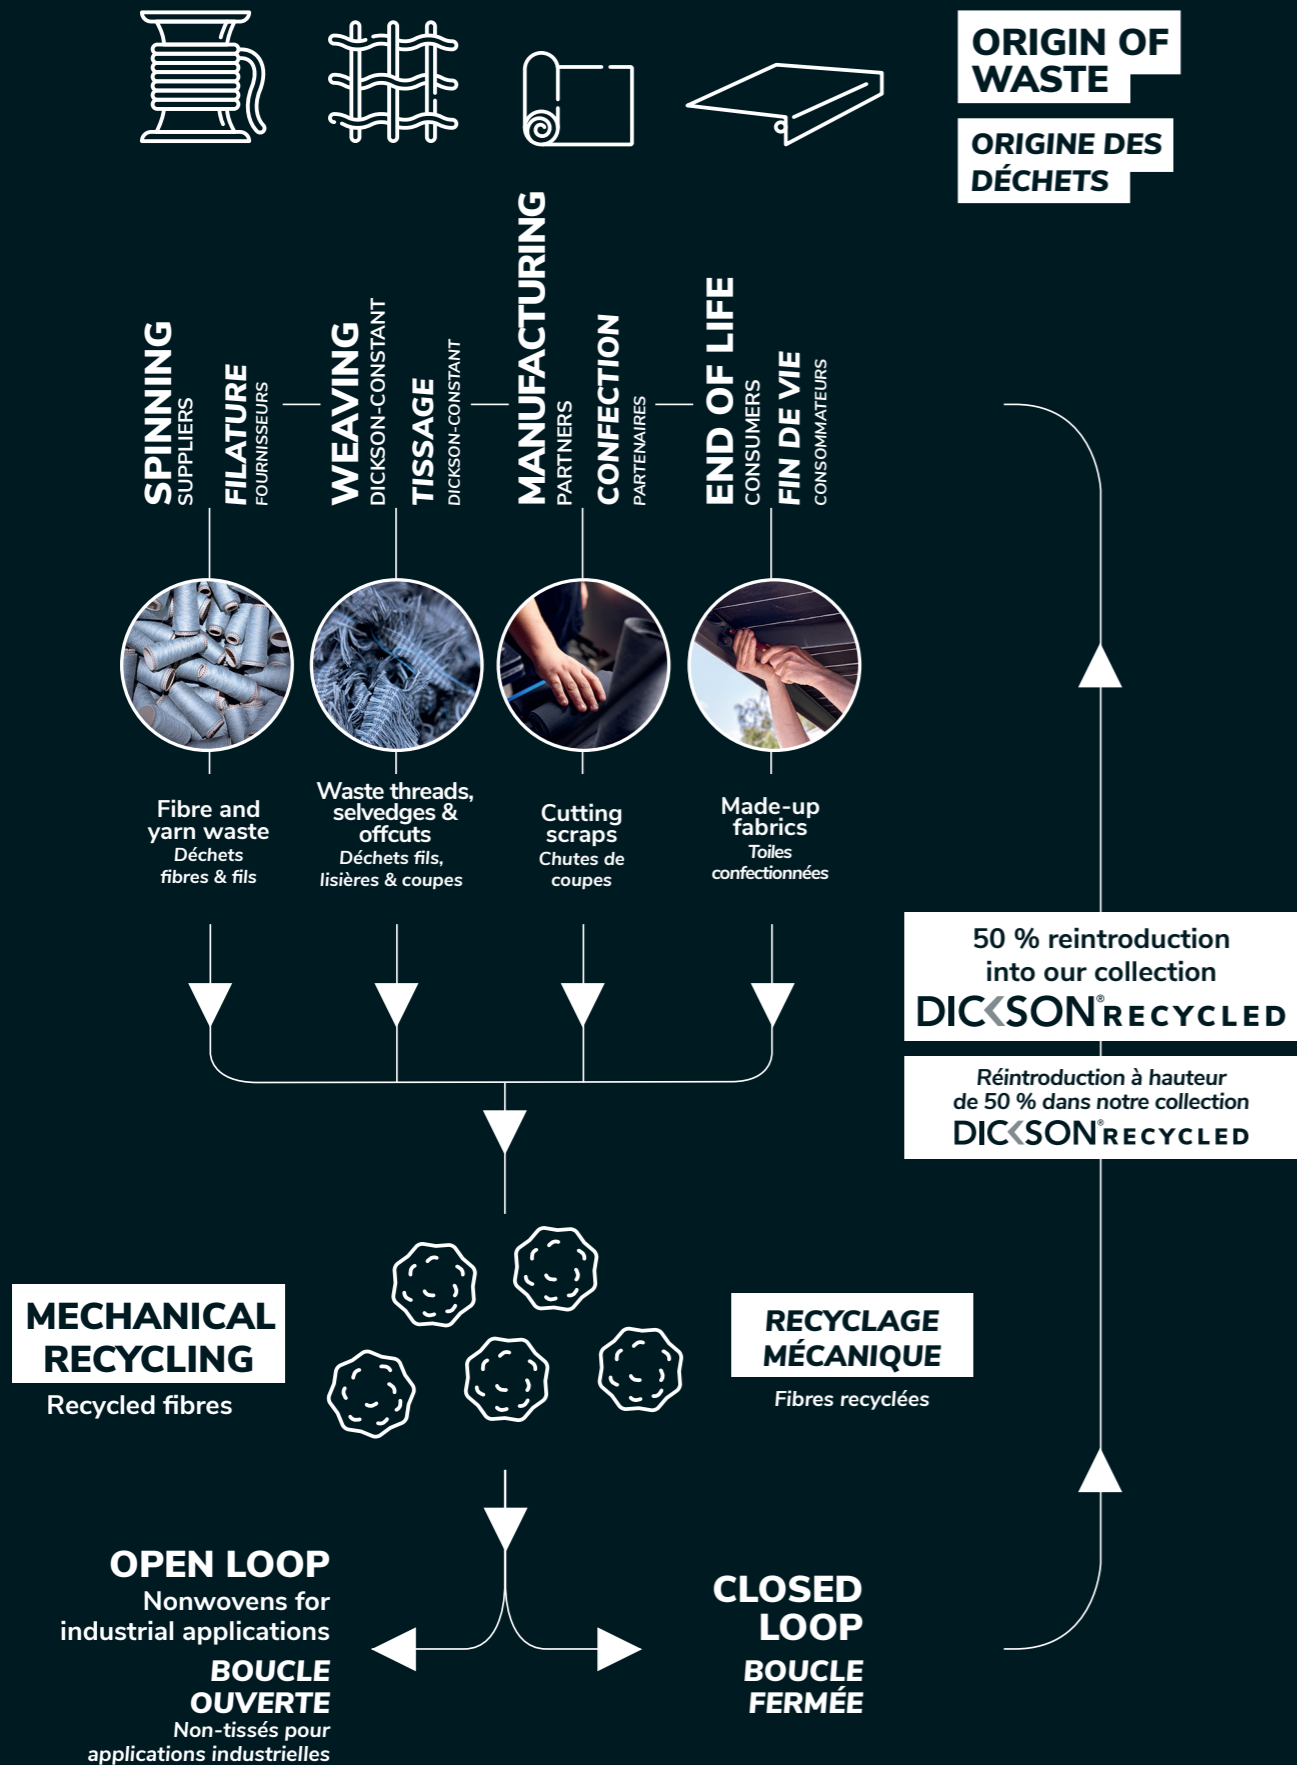 ORIGIN OF
WASTE
ORIGINE DES
DÉCHETS
SPINNING
SUPPLIERS
FILATURE
FOURNISSEURS
WEAVING
DICKSON-CONSTANT
TISSAGE
DICKSON-CONSTANT
MANUFACTURING
PARTNERS
CONFECTION
PARTENAIRES
END OF LIFE
CONSUMERS
FIN DE VIE
CONSOMMATEURS
Fibre and
yarn waste
Déchets
fibres & fils
Waste threads,
selvedges &
offcuts
Déchets fils,
lisières & coupes
Cutting
scraps
Chutes de
coupes
Made-up
fabrics
Toiles
confectionnées
50 % reintroduction
into our collection
DICKSON® RECYCLED
Réintroduction à hauteur
de 50 % dans notre collection
DICKSON® RECYCLED
MECHANICAL
RECYCLING
Recycled fibres
RECYCLAGE
MÉCANIQUE
Fibres recyclées
OPEN LOOP
Nonwovens for
industrial applications
BOUCLE
OUVERTE
Non-tissés pour
applications industrielles
CLOSED
LOOP
BOUCLE
FERMÉE